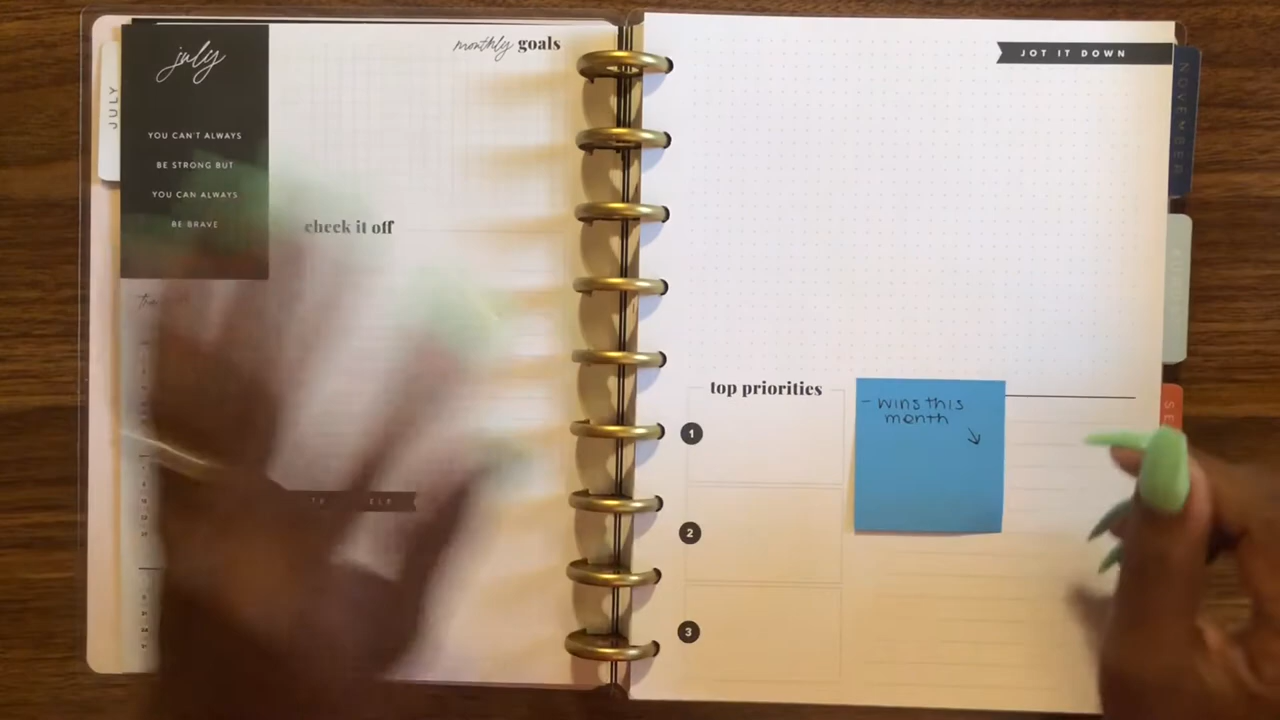 july
YOU CAN'T ALWAYS
BE STRONG BUT
YOU CAN ALWAYS
BE BRAVE
JULY
monthly goals
check it off
JOT IT DOWN
top priorities
1
2
3
- wins this
month
NOVEMBER